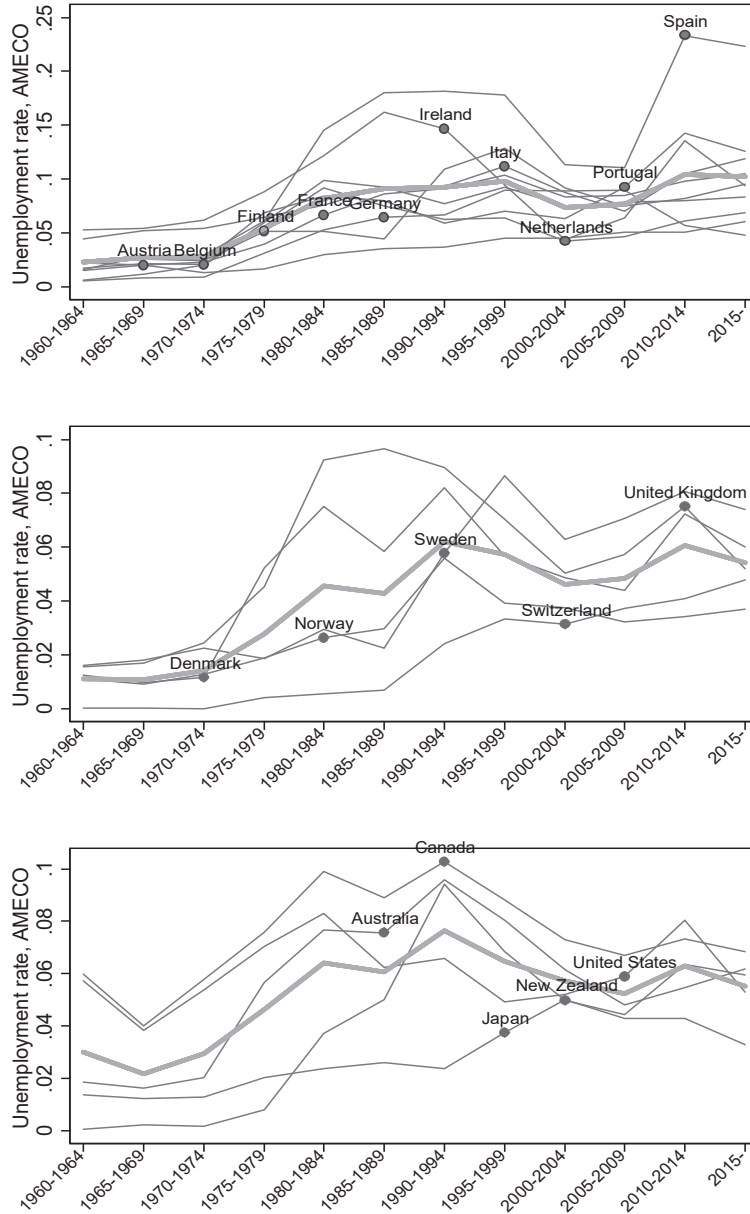 Unemployment rate, AMECO
.25
.2
.15
.1
.05
0
Spain
Ireland
Italy
Portugal
France
Germany
Finland
Netherlands
Austria
Belgium
1960-1964
1965-1969
1970-1974
1975-1979
1980-1984
1985-1989
1990-1994
1995-1999
2000-2004
2005-2009
2010-2014
2015-
Unemployment rate, AMECO
.1
.08
.06
.04
.02
0
United Kingdom
Sweden
Switzerland
Norway
Denmark
1960-1964
1965-1969
1970-1974
1975-1979
1980-1984
1985-1989
1990-1994
1995-1999
2000-2004
2005-2009
2010-2014
2015-
Unemployment rate, AMECO
.1
.08
.06
.04
.02
0
Canada
Australia
United States
New Zealand
Japan
1960-1964
1965-1969
1970-1974
1975-1979
1980-1984
1985-1989
1990-1994
1995-1999
2000-2004
2005-2009
2010-2014
2015-